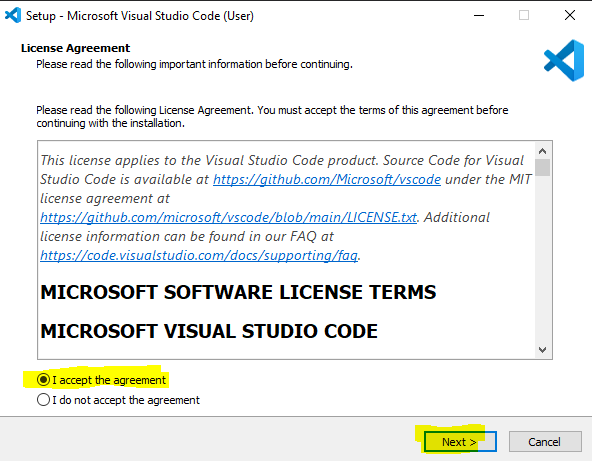 Setup - Microsoft Visual Studio Code (User)
License Agreement
Please read the following important information before continuing.
Please read the following License Agreement. You must accept the terms of this agreement before
continuing with the installation.
This license applies to the Visual Studio Code product. Source Code for Visual
Studio Code is available at https://github.com/Microsoft/vscode under the MIT
license agreement at
https://github.com/microsoft/vscode/blob/main/LICENSE.txt. Additional
license information can be found in our FAQ at
https://code.visualstudio.com/docs/supporting/faq.
MICROSOFT SOFTWARE LICENSE TERMS
MICROSOFT VISUAL STUDIO CODE
I accept the agreement
I do not accept the agreement
Next >
Cancel